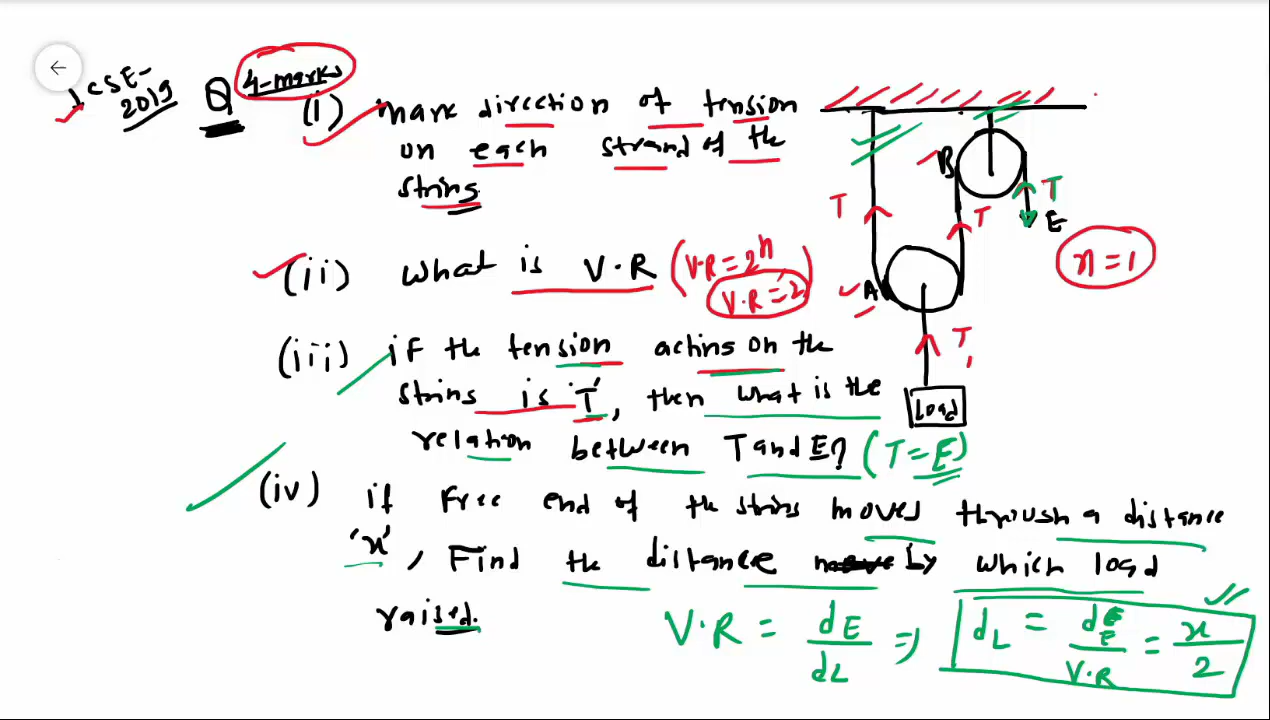 ICSE-
2019
Q
4-marks
(i) mark direction of tension
on each strand of the
string.
(ii) what is V.R (V.R = 2ⁿ
V.R = 2)
(iii) if the tension acting on the
string is 'T', then what is the
relation between T and E? (T = E)
(iv) if Free end of the string moves through a distance
'x', Find the distance by which load
raised.
V.R = dE/dL ⇒ dL = dE/V.R = x/2
B
T
E
T
T
n = 1
A
T
Load